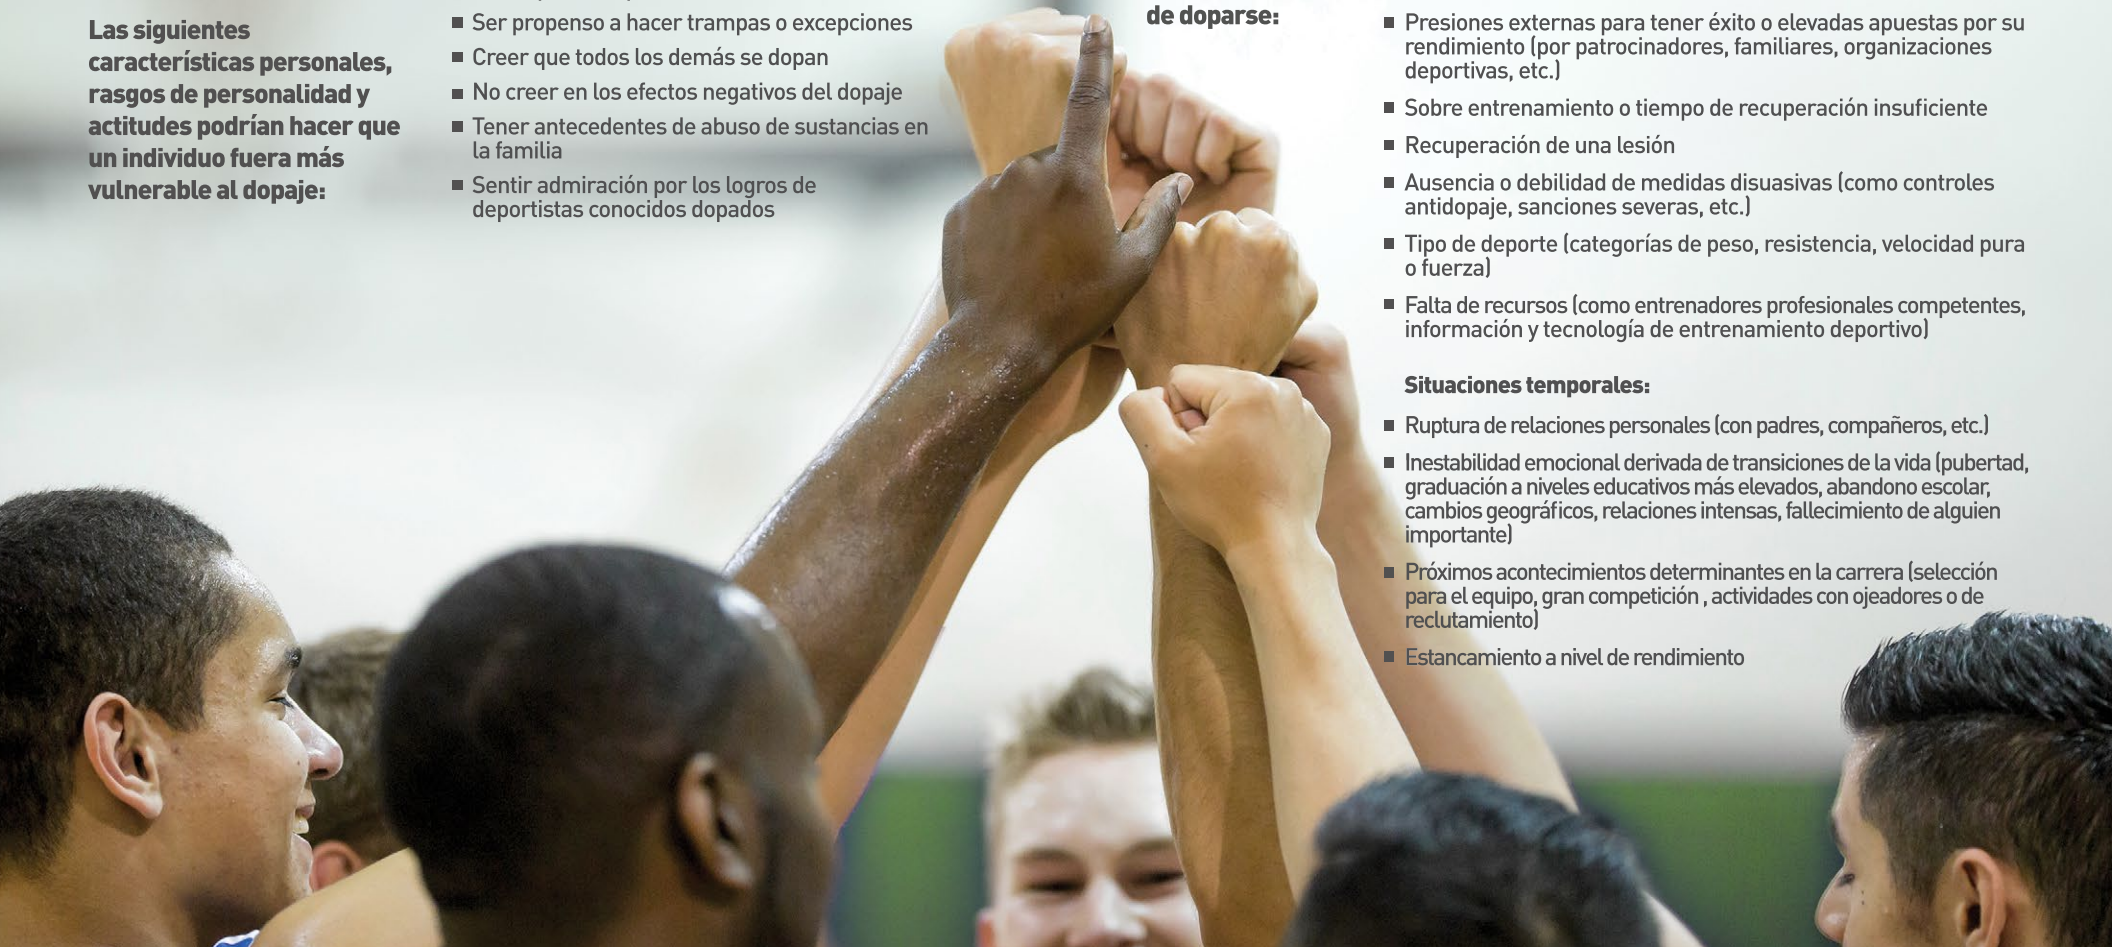 Las siguientes
características personales,
rasgos de personalidad y
actitudes podrían hacer que
un individuo fuera más
vulnerable al dopaje:
■ Ser propenso a hacer trampas o excepciones
■ Creer que todos los demás se dopan
■ No creer en los efectos negativos del dopaje
■ Tener antecedentes de abuso de sustancias en
la familia
■ Sentir admiración por los logros de
deportistas conocidos dopados
de doparse:
■ Presiones externas para tener éxito o elevadas apuestas por su
rendimiento (por patrocinadores, familiares, organizaciones
deportivas, etc.)
■ Sobre entrenamiento o tiempo de recuperación insuficiente
■ Recuperación de una lesión
■ Ausencia o debilidad de medidas disuasivas (como controles
antidopaje, sanciones severas, etc.)
■ Tipo de deporte (categorías de peso, resistencia, velocidad pura
o fuerza)
■ Falta de recursos (como entrenadores profesionales competentes,
información y tecnología de entrenamiento deportivo)
Situaciones temporales:
■ Ruptura de relaciones personales (con padres, compañeros, etc.)
■ Inestabilidad emocional derivada de transiciones de la vida (pubertad,
graduación a niveles educativos más elevados, abandono escolar,
cambios geográficos, relaciones intensas, fallecimiento de alguien
importante)
■ Próximos acontecimientos determinantes en la carrera (selección
para el equipo, gran competición , actividades con ojeadores o de
reclutamiento)
■ Estancamiento a nivel de rendimiento